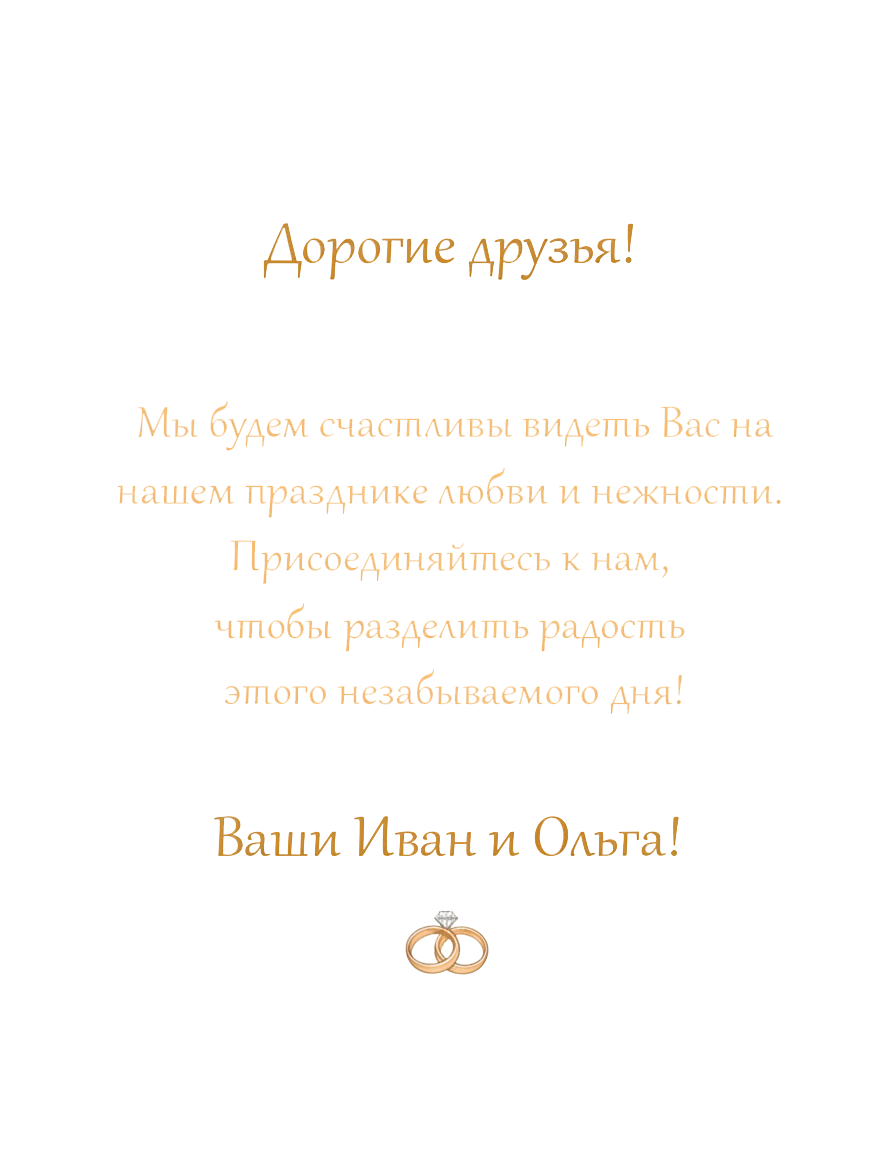 Дорогие друзья!
Мы будем счастливы видеть Вас на
нашем празднике любви и нежности.
Присоединяйтесь к нам,
чтобы разделить радость
этого незабываемого дня!
Ваши Иван и Ольга!